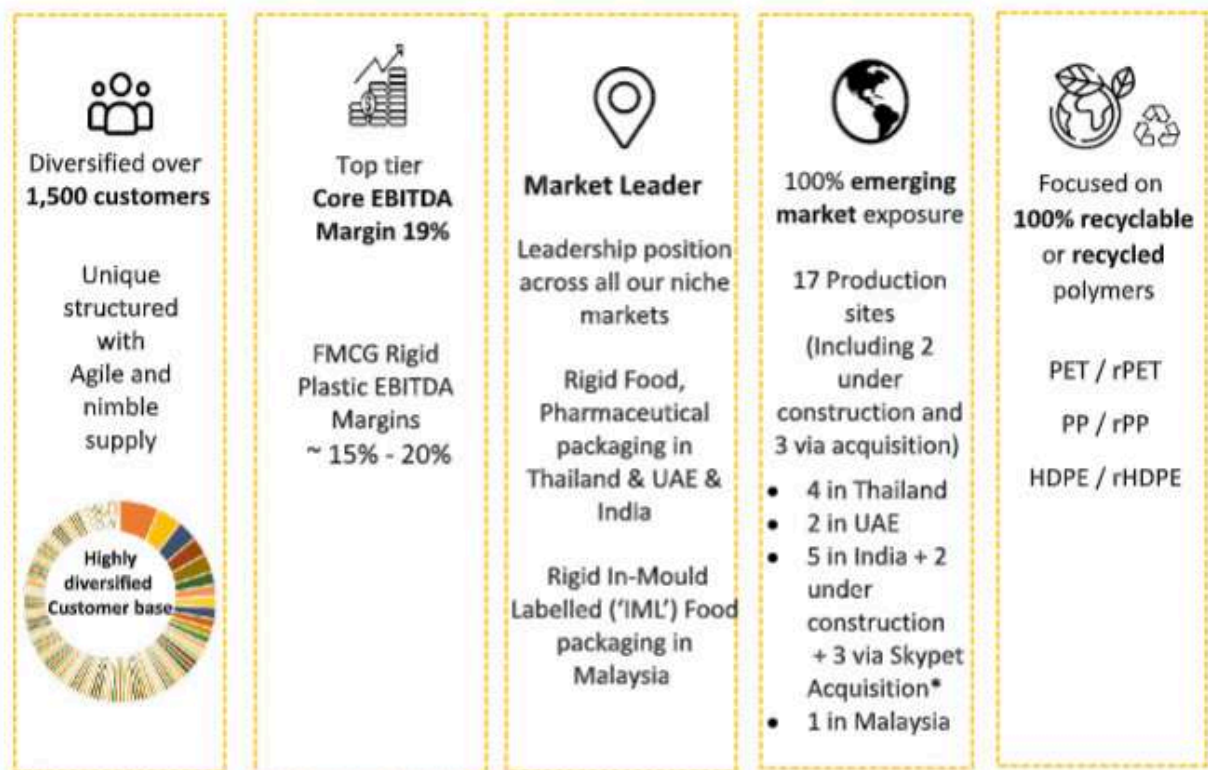 Diversified over
1,500 customers
Unique
structured
with
Agile and
nimble
supply
Highly
diversified
Customer base
Top tier
Core EBITDA
Margin 19%
FMCG Rigid
Plastic EBITDA
Margins
~ 15% - 20%
Market Leader
Leadership position
across all our niche
markets
Rigid Food,
Pharmaceutical
packaging in
Thailand & UAE &
India
Rigid In-Mould
Labelled (‘IML’) Food
packaging in
Malaysia
100% emerging
market exposure
17 Production
sites
(Including 2
under
construction and
3 via acquisition)
• 4 in Thailand
• 2 in UAE
• 5 in India + 2
under
construction
+ 3 via Skypet
Acquisition*
• 1 in Malaysia
Focused on
100% recyclable
or recycled
polymers
PET / rPET
PP / rPP
HDPE / rHDPE